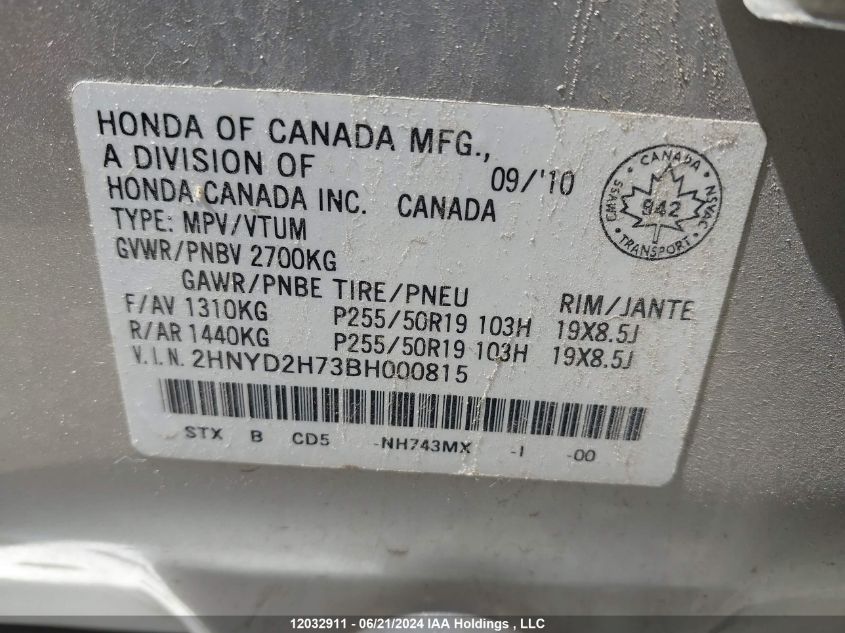 HONDA OF CANADA MFG.,
A DIVISION OF 09/'10
HONDA CANADA INC. CANADA
TYPE: MPV/VTUM
GVWR/PNBV 2700KG
GAWR/PNBE TIRE/PNEU RIM/JANTE
F/AV 1310KG P255/50R19 103H 19X8.5J
R/AR 1440KG P255/50R19 103H 19X8.5J
V.I.N. 2HNYD2H73BH000815
STX B CD5 -NH743MX -I -00
CANADA
NSVAC
TRANSPORT
CMVSS
942
12032911 - 06/21/2024 IAA Holdings , LLC